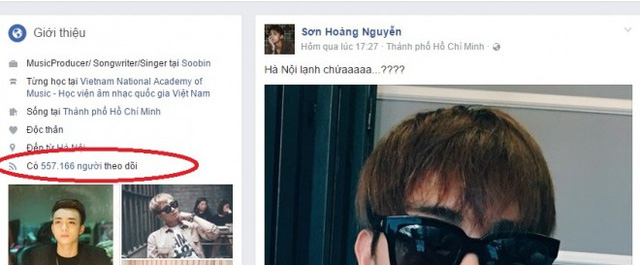 Giới thiệu
MusicProducer/ Songwriter/Singer tại Soobin
Từng học tại Vietnam National Academy of
Music - Học viện âm nhạc quốc gia Việt Nam
Sống tại Thành phố Hồ Chí Minh
Độc thân
Đến từ Hà Nội
Có 557.166 người theo dõi
Sơn Hoàng Nguyễn
Hôm qua lúc 17:27 · Thành phố Hồ Chí Minh ·
Hà Nội lạnh chứaaaaa...????